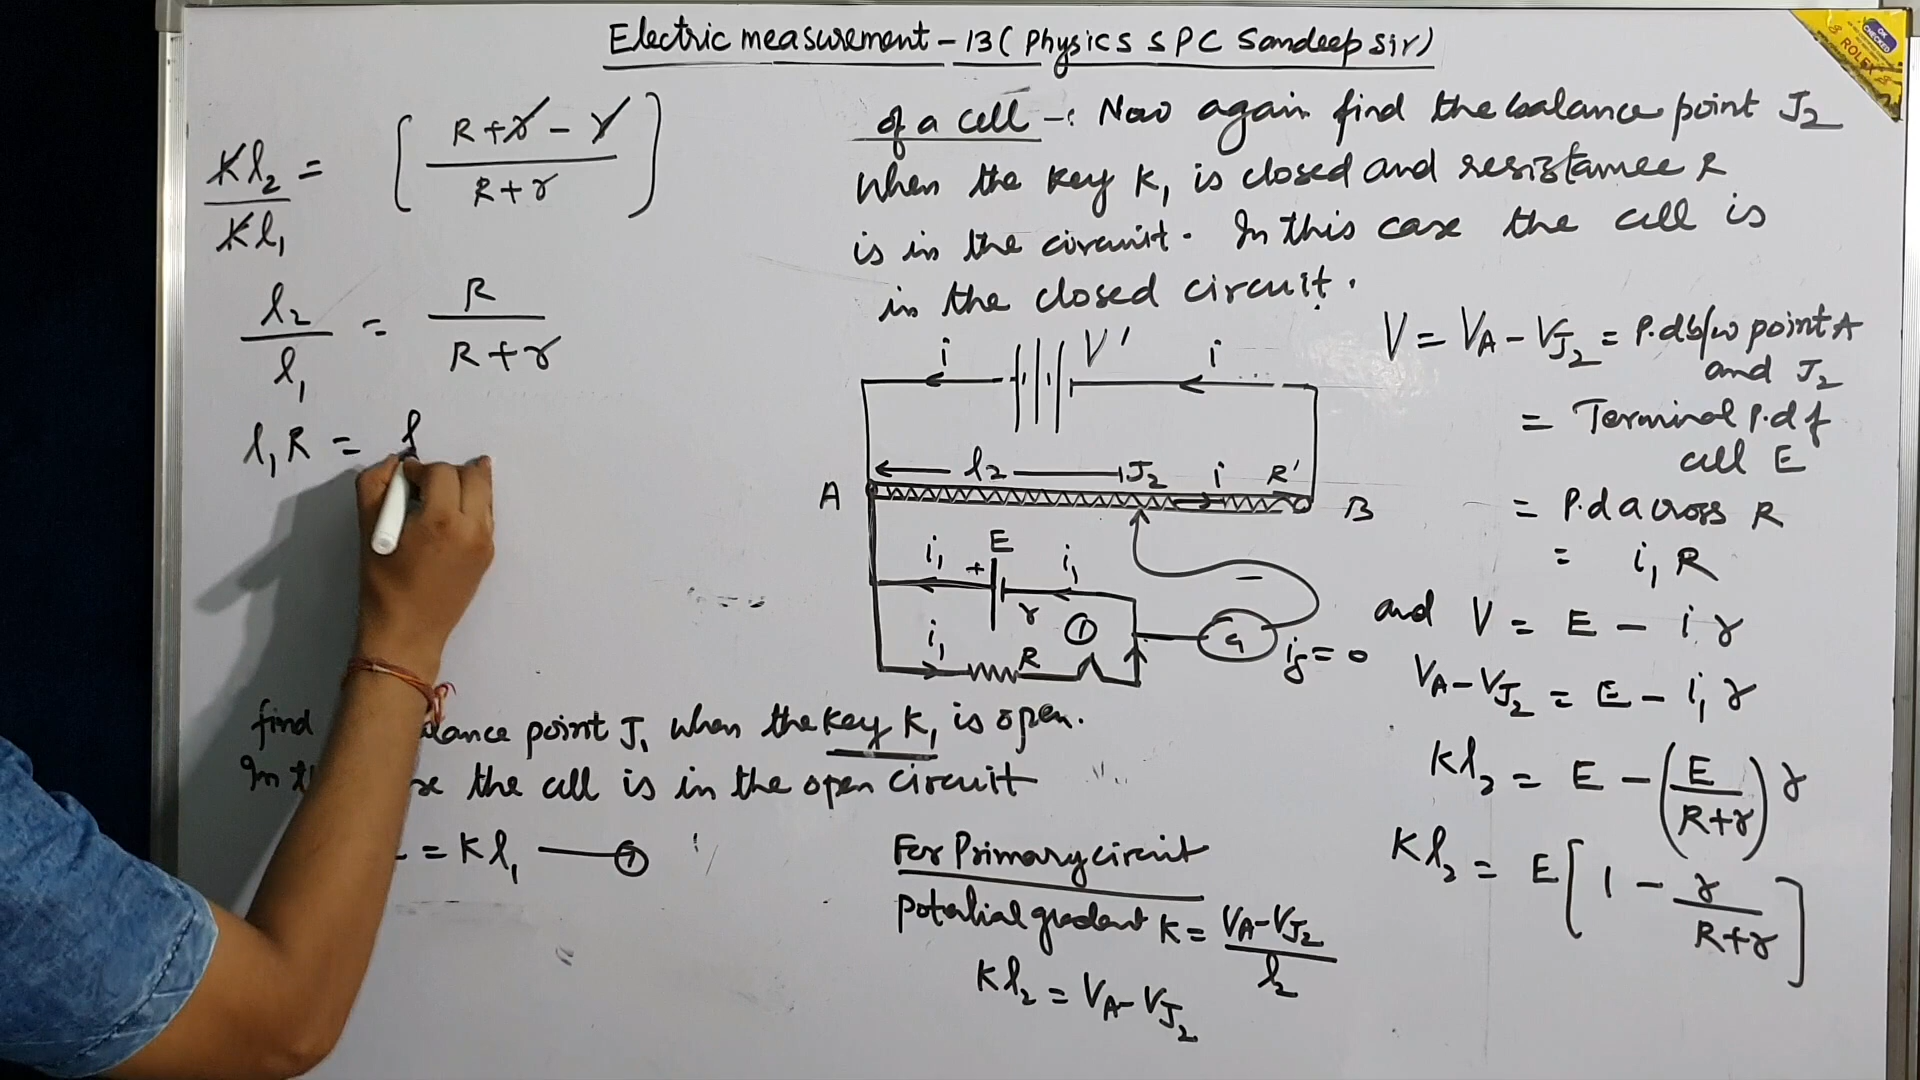 Electric measurement - 13 ( Physics SPC Sandeep Sir)
OK
CHECKED
ROLEX
Kl₂ / Kl₁ = [ (R + r - r) / (R + r) ]
l₂ / l₁ = R / (R + r)
l₁R = l
find balance point J₁ when the key K₁ is open.
the cell is in the open circuit
= Kl₁ — ①
of a cell -: Now again find the balance point J₂
when the key K₁ is closed and resistance R
is in the circuit. In this case the cell is
in the closed circuit.
i V' i
l₂ J₂ i R'
A B
i₁ + E i₁
r ①
i₁ R G ig = 0
For Primary circuit
Potential gradient K = (VA - VJ₂) / l₂
Kl₂ = VA - VJ₂
V = VA - VJ₂ = P.d b/w point A
and J₂
= Terminal P.d of
cell E
= P.d across R
= i₁ R
and V = E - i₁ r
VA - VJ₂ = E - i₁ r
Kl₂ = E - (E / (R + r)) r
Kl₂ = E [ 1 - r / (R + r) ]